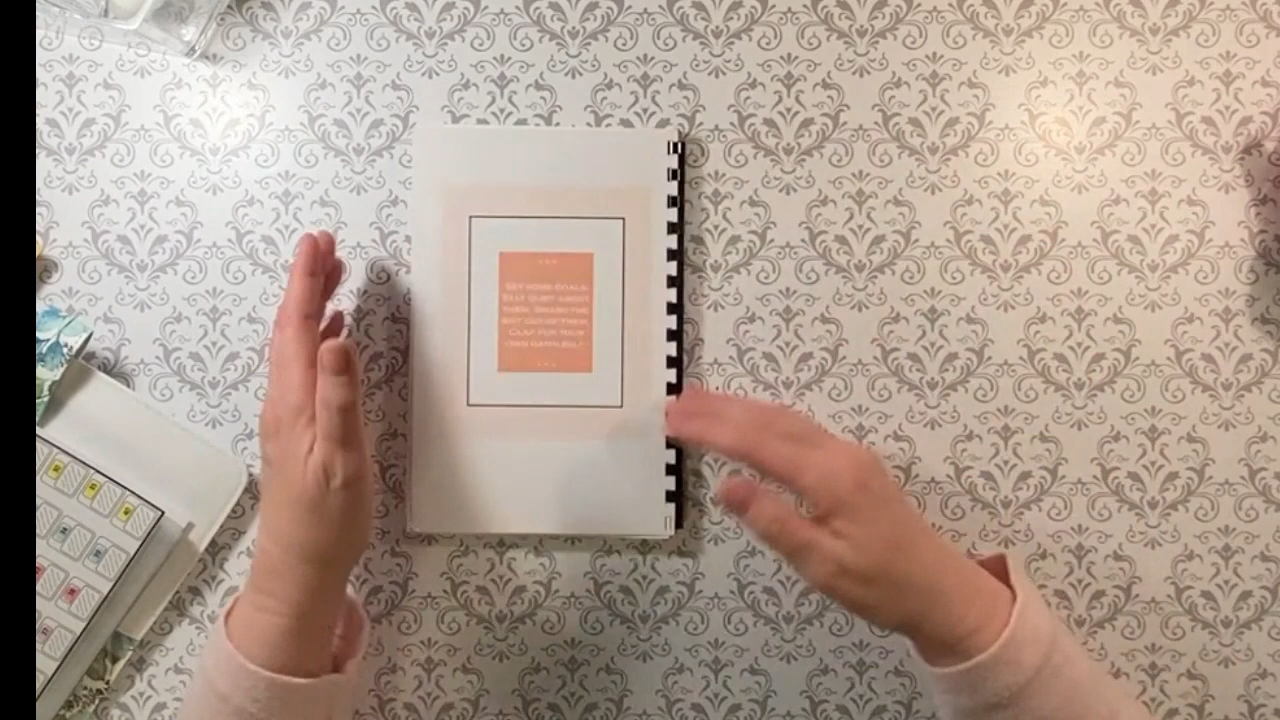 SET SOME GOALS.
STAY QUIET ABOUT
THEM. SMASH THE
SHIT OUT OF THEM.
CLAP FOR YOUR
OWN DAMN SELF.